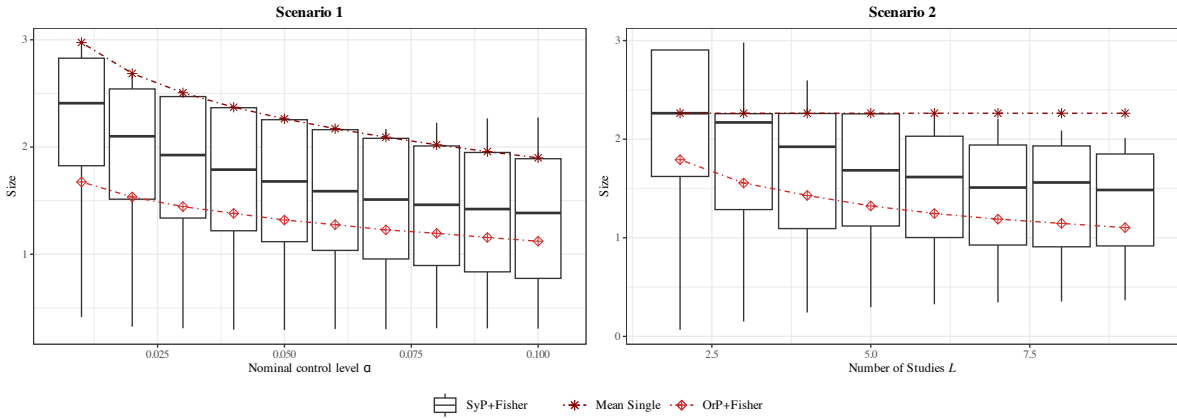 Scenario 1
Scenario 2
Size
3
2
1
0.025
0.050
0.075
0.100
Nominal control level α
Size
3
2
1
0
2.5
5.0
7.5
Number of Studies L
SyP+Fisher
Mean Single
OrP+Fisher